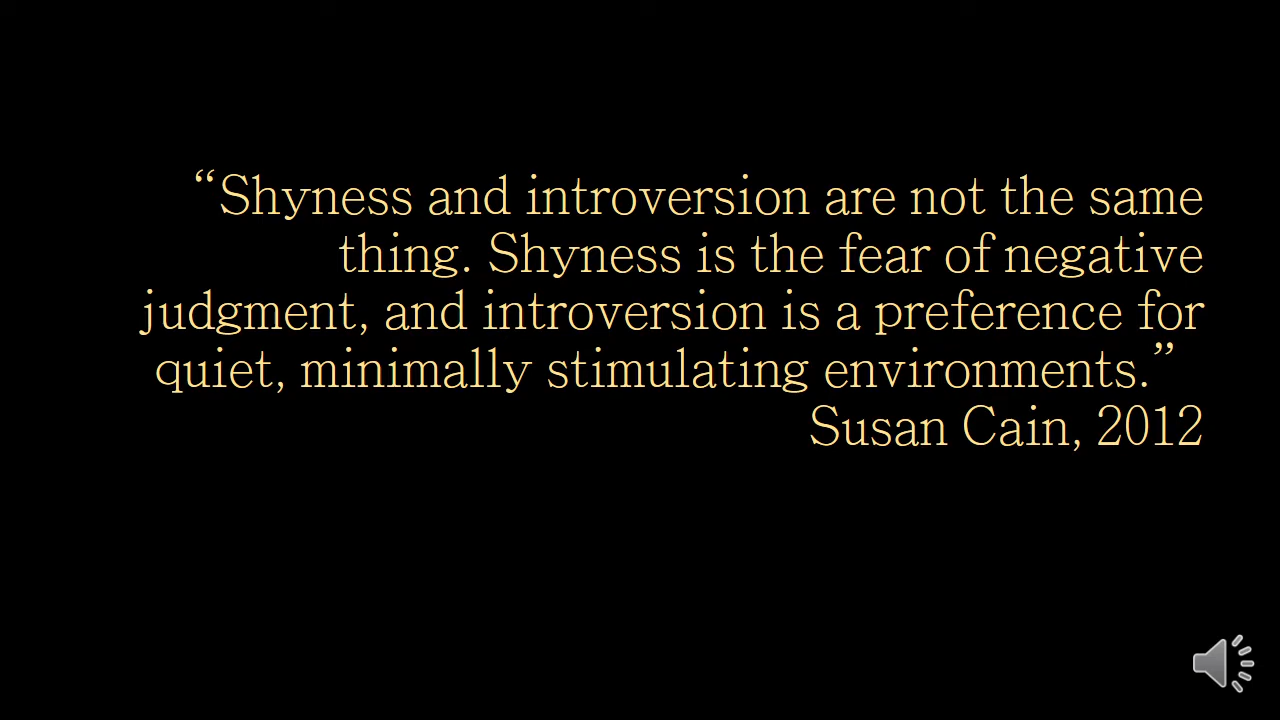 “Shyness and introversion are not the same
thing. Shyness is the fear of negative
judgment, and introversion is a preference for
quiet, minimally stimulating environments.”
Susan Cain, 2012